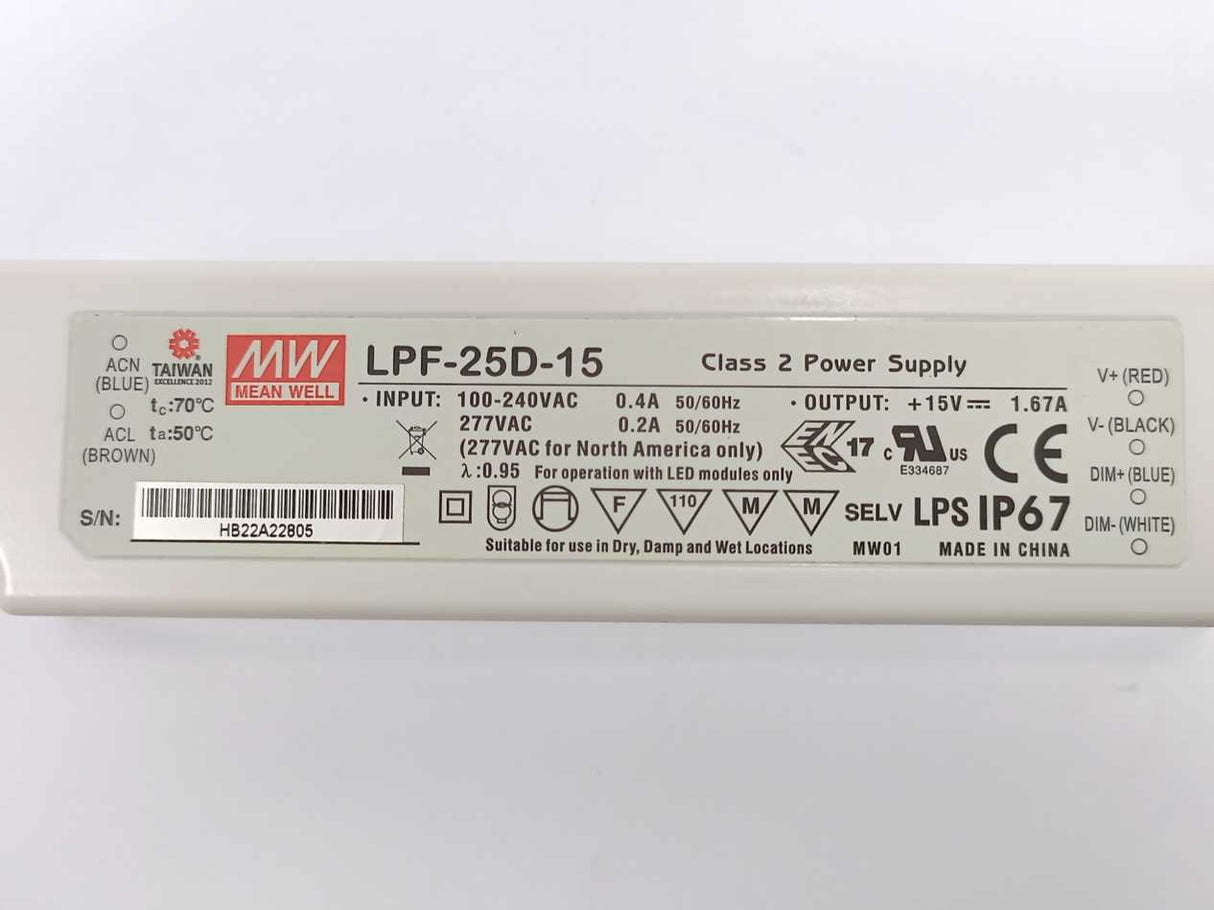 ACN
(BLUE)
ACL
(BROWN)
TAIWAN
EXCELLENCE 2012
tc:70℃
ta:50℃
MW
MEAN WELL
LPF-25D-15
Class 2 Power Supply
· INPUT: 100-240VAC 0.4A 50/60Hz
277VAC 0.2A 50/60Hz
(277VAC for North America only)
λ:0.95 For operation with LED modules only
· OUTPUT: +15V⎓ 1.67A
ENEC 17
c RU US
E334687
CE
S/N:
HB22A22805
F 110 M M SELV LPS IP67
Suitable for use in Dry, Damp and Wet Locations MW01 MADE IN CHINA
V+ (RED)
V- (BLACK)
DIM+ (BLUE)
DIM- (WHITE)